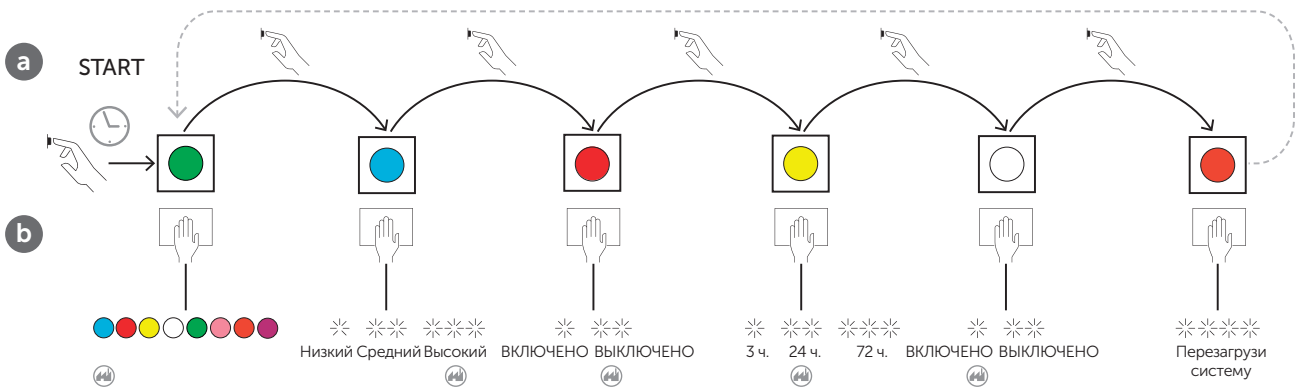 a
START
b
Низкий Средний Высокий ВКЛЮЧЕНО ВЫКЛЮЧЕНО 3 ч. 24 ч. 72 ч. ВКЛЮЧЕНО ВЫКЛЮЧЕНО Перезагрузи
систему